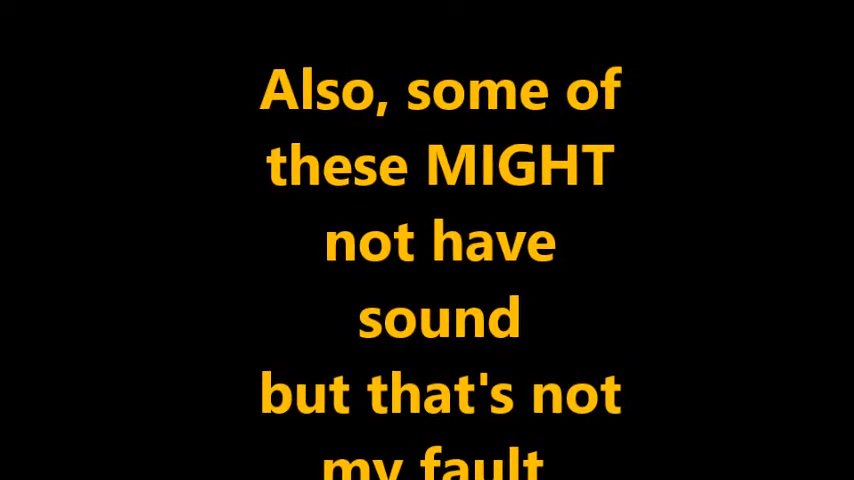 Also, some of
these MIGHT
not have
sound
but that's not
my fault